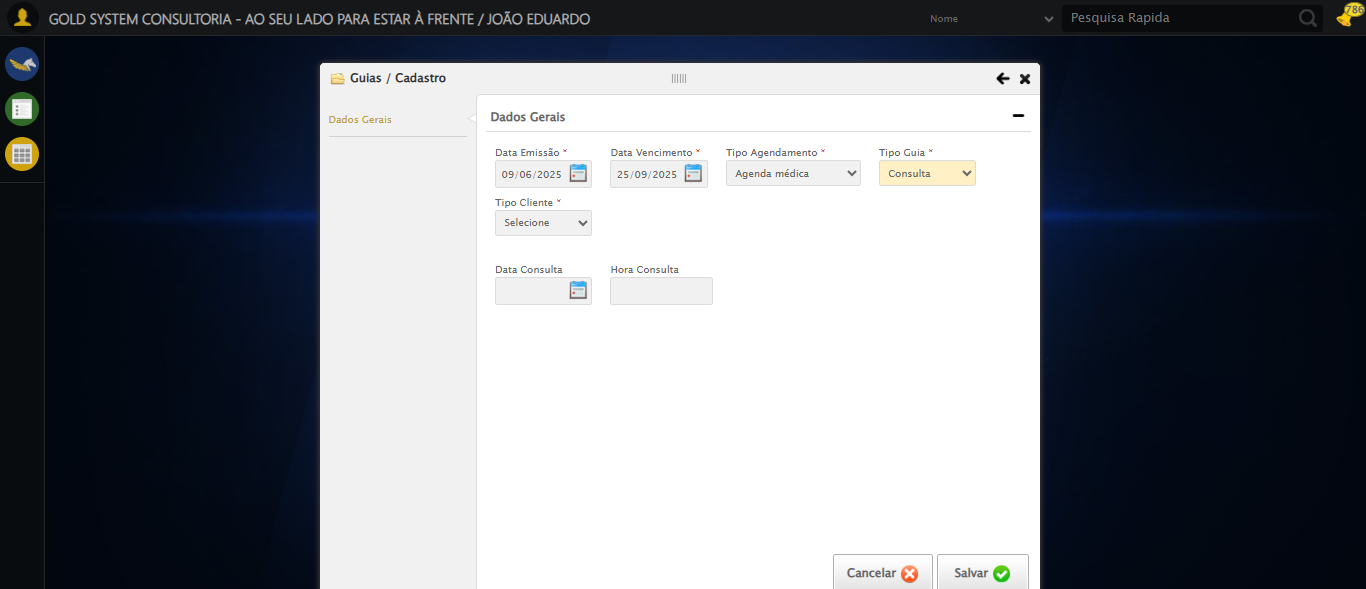 GOLD SYSTEM CONSULTORIA - AO SEU LADO PARA ESTAR À FRENTE / JOÃO EDUARDO
Nome
Pesquisa Rapida
786
Guias / Cadastro
Dados Gerais
Dados Gerais
Data Emissão * Data Vencimento * Tipo Agendamento * Tipo Guia *
09/06/2025 25/09/2025 Agenda médica Consulta
Tipo Cliente *
Selecione
Data Consulta Hora Consulta
Cancelar Salvar